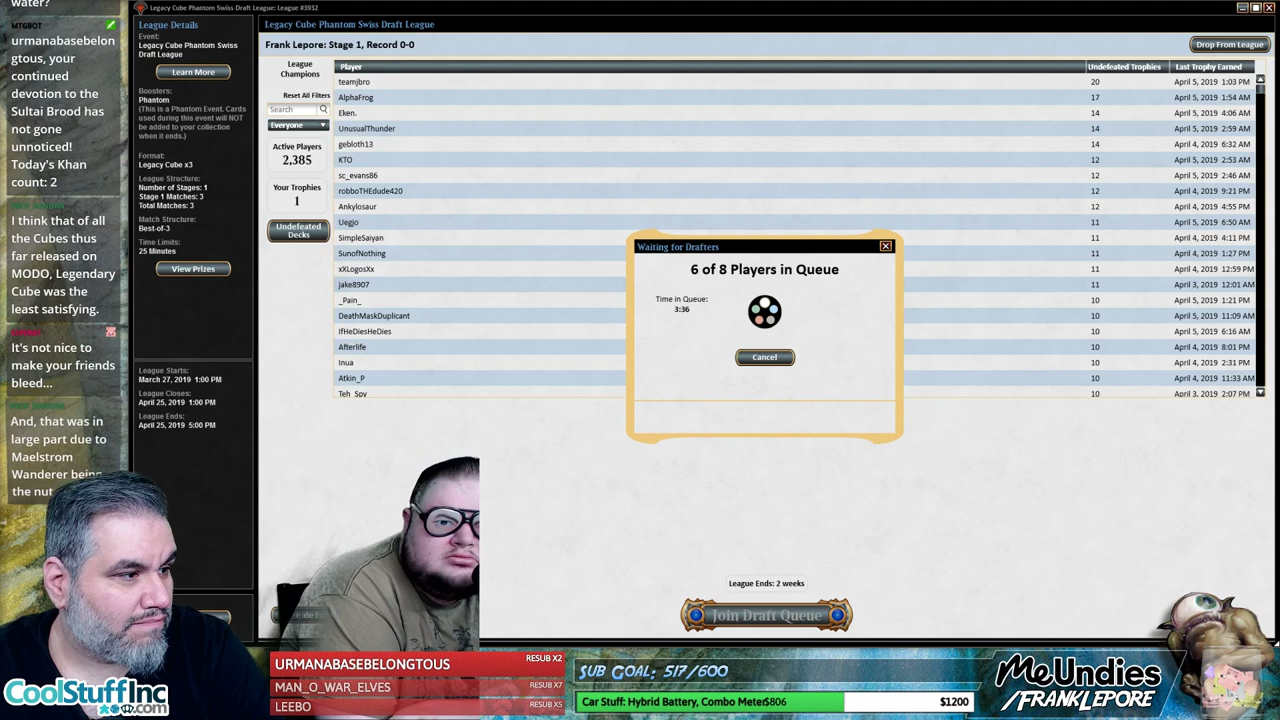 Legacy Cube Phantom Swiss Draft League: League #3932
water?
MTGBOT
urmanabasebelon
gtous, your
continued
devotion to the
Sultai Brood has
not gone
unnoticed!
Today's Khan
count: 2
I think that of all
the Cubes thus
far released on
MODO, Legendary
Cube was the
least satisfying.
It's not nice to
make your friends
bleed...
And, that was in
large part due to
Maelstrom
Wanderer being
the nut
League Details
Event:
Legacy Cube Phantom Swiss
Draft League
Learn More
Boosters:
Phantom
(This is a Phantom Event. Cards
used during this event will NOT
be added to your collection
when it ends.)
Format:
Legacy Cube x3
League Structure:
Number of Stages: 1
Stage 1 Matches: 3
Total Matches: 3
Match Structure:
Best-of-3
Time Limits:
25 Minutes
View Prizes
League Starts:
March 27, 2019 1:00 PM
League Closes:
April 25, 2019 1:00 PM
League Ends:
April 25, 2019 5:00 PM
Legacy Cube Phantom Swiss Draft League
Frank Lepore: Stage 1, Record 0-0
Drop From League
League
Champions
Reset All Filters
Search
Everyone
Active Players
2,385
Your Trophies
1
Undefeated
Decks
Player Undefeated Trophies Last Trophy Earned
teamjbro 20 April 5, 2019 1:03 PM
AlphaFrog 17 April 5, 2019 1:54 AM
Eken. 14 April 5, 2019 4:06 AM
UnusualThunder 14 April 5, 2019 2:59 AM
gebloth13 14 April 4, 2019 6:32 AM
KTO 12 April 5, 2019 2:53 AM
sc_evans86 12 April 5, 2019 2:46 AM
robboTHEdude420 12 April 4, 2019 9:21 PM
Ankylosaur 12 April 4, 2019 4:55 PM
Uegjo 11 April 5, 2019 6:50 AM
SimpleSaiyan 11 April 4, 2019 4:11 PM
SunofNothing 11 April 4, 2019 1:27 PM
xXLogosXx 11 April 4, 2019 12:59 PM
jake8907 11 April 3, 2019 12:01 AM
_Pain_ 10 April 5, 2019 1:21 PM
DeathMaskDuplicant 10 April 5, 2019 11:09 AM
IfHeDiesHeDies 10 April 5, 2019 6:16 AM
Afterlife 10 April 4, 2019 8:01 PM
Inua 10 April 4, 2019 2:31 PM
Atkin_P 10 April 4, 2019 11:33 AM
Teh_Spy 10 April 3, 2019 2:07 PM
Waiting for Drafters
6 of 8 Players in Queue
Time in Queue:
3:36
Cancel
League Ends: 2 weeks
Join Draft Queue
URMANABASEBELONGTOUS RESUB X2
MAN_O_WAR_ELVES RESUB X7
LEEBO RESUB X5
SUB GOAL: 517/600
Car Stuff: Hybrid Battery, Combo Meter $806 $1200
MeUndies
/FRANKLEPORE
CoolStuffInc
.com